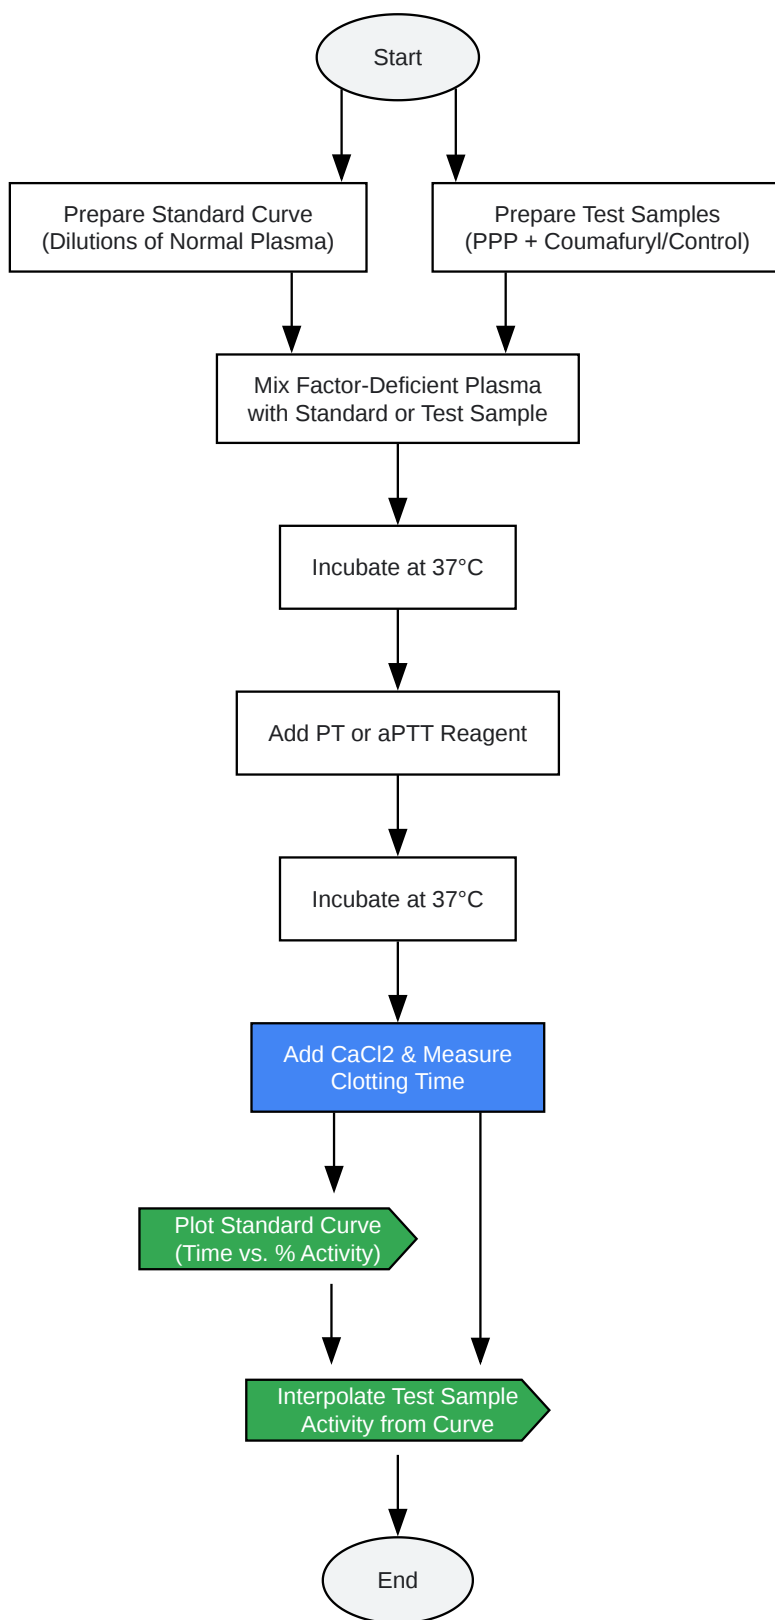 Start
Prepare Standard Curve
(Dilutions of Normal Plasma)
Prepare Test Samples
(PPP + Coumafuryl/Control)
Mix Factor-Deficient Plasma
with Standard or Test Sample
Incubate at 37°C
Add PT or aPTT Reagent
Incubate at 37°C
Add CaCl2 & Measure
Clotting Time
Plot Standard Curve
(Time vs. % Activity)
Interpolate Test Sample
Activity from Curve
End